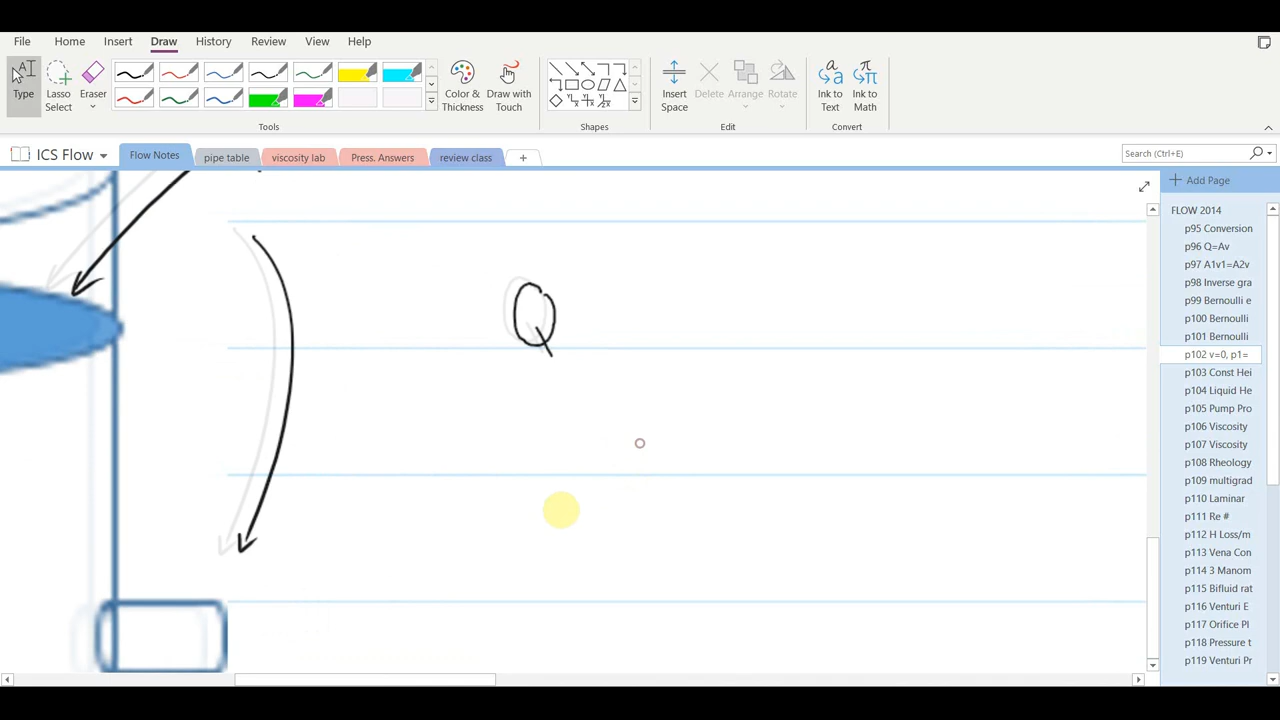 File Home Insert Draw History Review View Help
Type
Lasso Select
Eraser
Color & Thickness
Draw with Touch
Insert Space
Delete
Arrange
Rotate
Ink to Text
Ink to Math
Tools
Shapes
Edit
Convert
ICS Flow
Flow Notes
pipe table
viscosity lab
Press. Answers
review class
Search (Ctrl+E)
Add Page
FLOW 2014
p95 Conversion
p96 Q=Av
p97 A1v1=A2v
p98 Inverse gra
p99 Bernoulli e
p100 Bernoulli
p101 Bernoulli
p102 v=0, p1=
p103 Const Hei
p104 Liquid He
p105 Pump Pro
p106 Viscosity
p107 Viscosity
p108 Rheology
p109 multigrad
p110 Laminar
p111 Re #
p112 H Loss/m
p113 Vena Con
p114 3 Manom
p115 Bifluid rat
p116 Venturi E
p117 Orifice Pl
p118 Pressure t
p119 Venturi Pr
Q